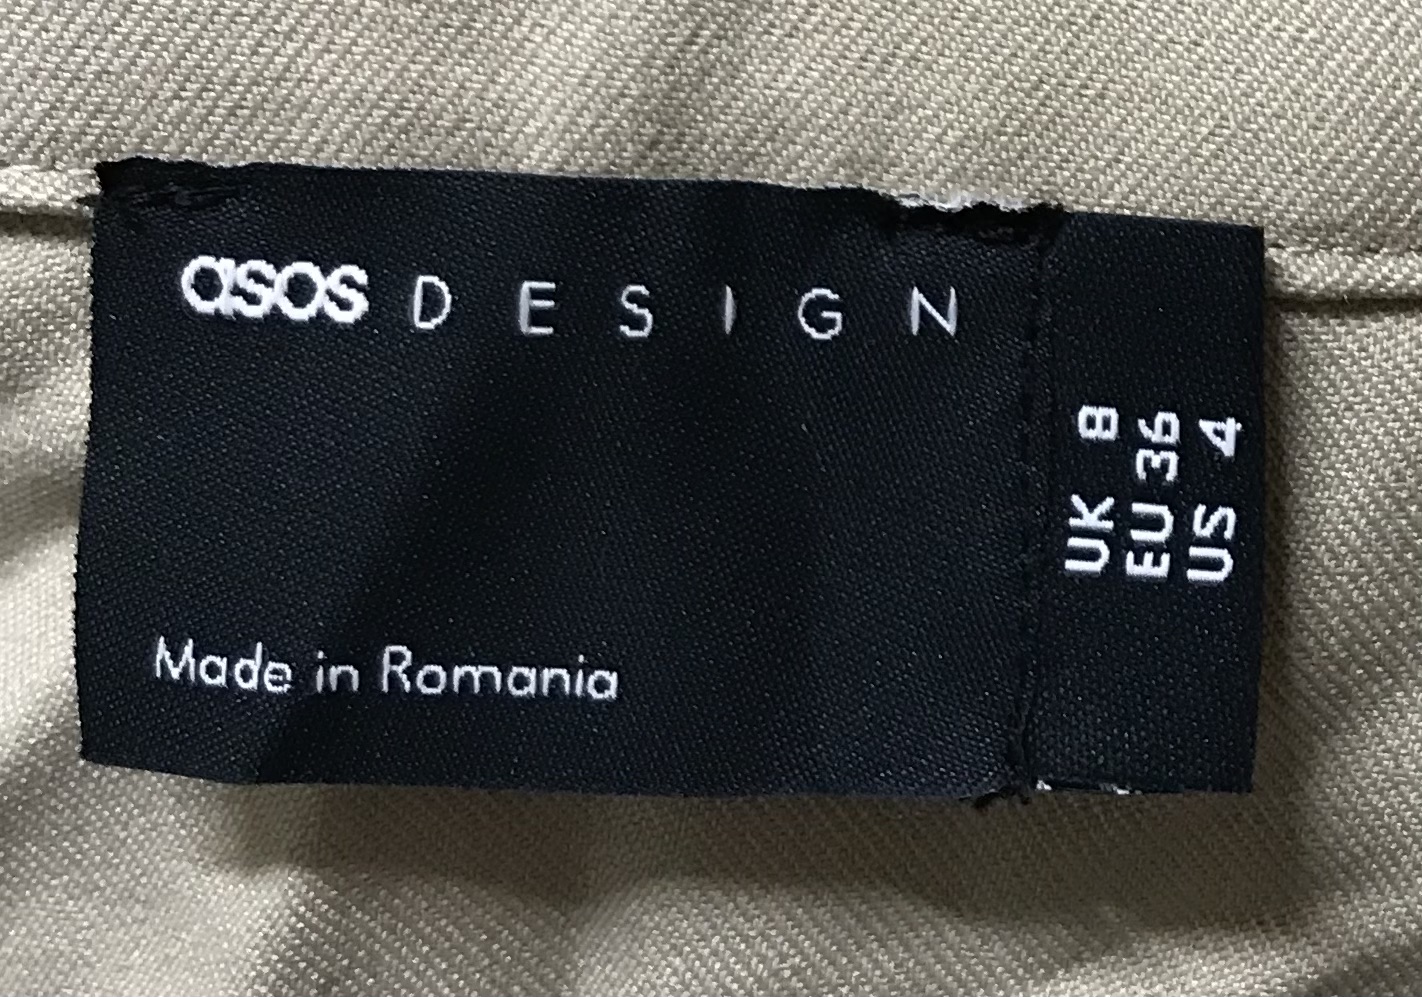 asos DESIGN
Made in Romania
UK 8
EU 36
US 4